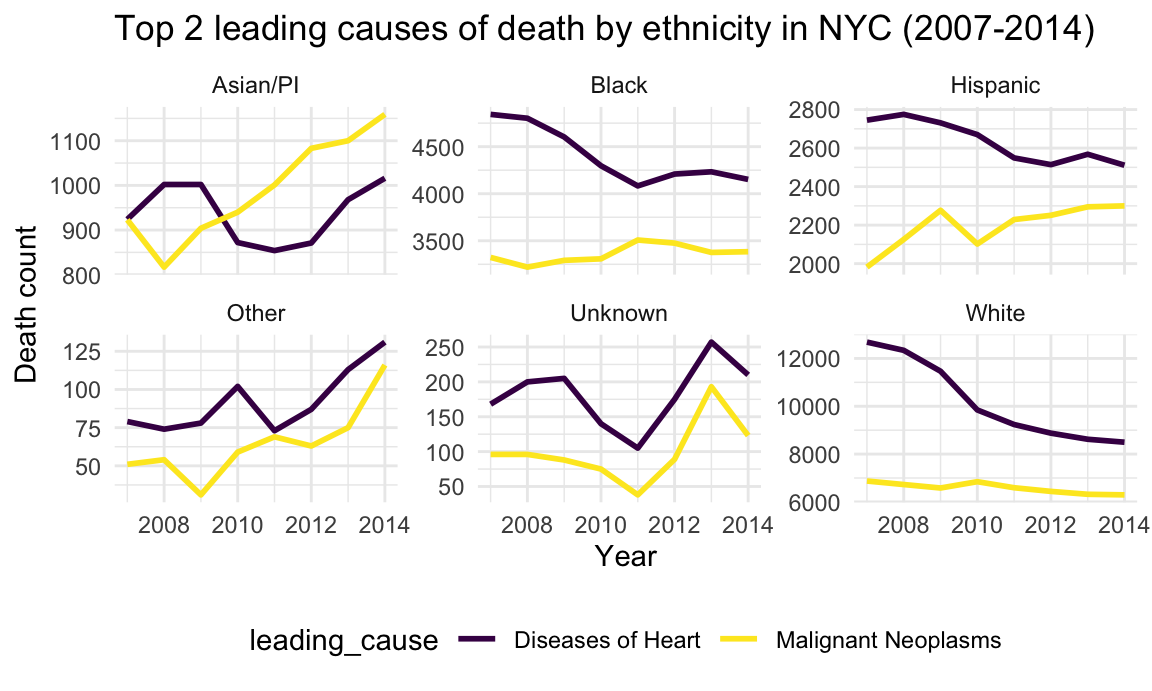 Top 2 leading causes of death by ethnicity in NYC (2007-2014)
Asian/PI
Black
Hispanic
1100
1000
900
800
4500
4000
3500
2800
2600
2400
2200
2000
Death count
Other
Unknown
White
125
100
75
50
250
200
150
100
50
12000
10000
8000
6000
2008 2010 2012 2014
2008 2010 2012 2014
2008 2010 2012 2014
Year
leading_cause Diseases of Heart Malignant Neoplasms